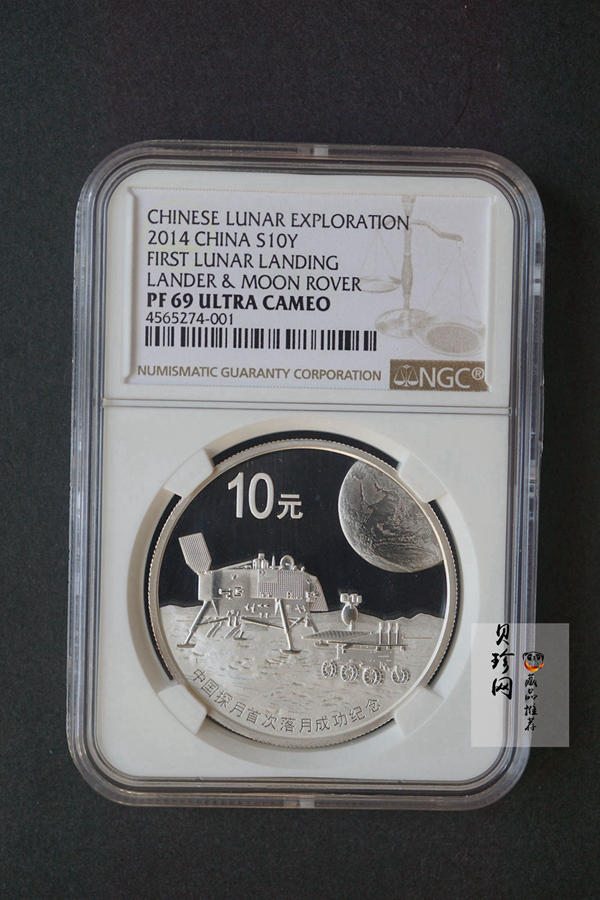 CHINESE LUNAR EXPLORATION
2014 CHINA S10Y
FIRST LUNAR LANDING
LANDER & MOON ROVER
PF 69 ULTRA CAMEO
4565274-001
NUMISMATIC GUARANTY CORPORATION
NGC®
10元
中国探月首次落月成功纪念
贝珍网
藏品
推荐